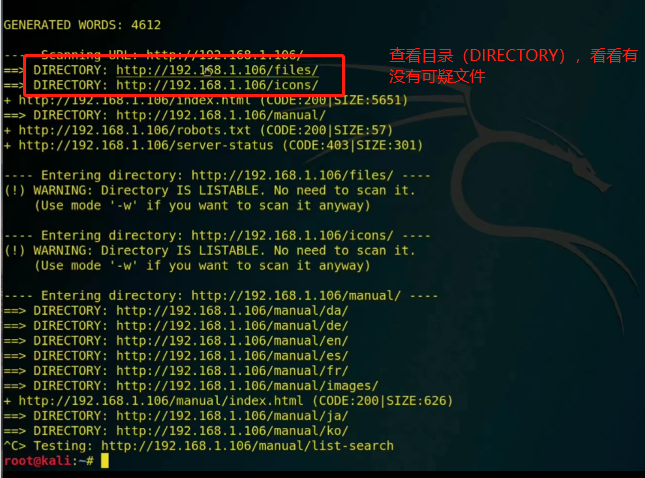 GENERATED WORDS: 4612
---- Scanning URL: http://192.168.1.106/
==> DIRECTORY: http://192.168.1.106/files/
==> DIRECTORY: http://192.168.1.106/icons/
+ http://192.168.1.106/index.html (CODE:200|SIZE:5651)
==> DIRECTORY: http://192.168.1.106/manual/
+ http://192.168.1.106/robots.txt (CODE:200|SIZE:57)
+ http://192.168.1.106/server-status (CODE:403|SIZE:301)
---- Entering directory: http://192.168.1.106/files/ ----
(!) WARNING: Directory IS LISTABLE. No need to scan it.
(Use mode '-w' if you want to scan it anyway)
---- Entering directory: http://192.168.1.106/icons/ ----
(!) WARNING: Directory IS LISTABLE. No need to scan it.
(Use mode '-w' if you want to scan it anyway)
---- Entering directory: http://192.168.1.106/manual/ ----
==> DIRECTORY: http://192.168.1.106/manual/da/
==> DIRECTORY: http://192.168.1.106/manual/de/
==> DIRECTORY: http://192.168.1.106/manual/en/
==> DIRECTORY: http://192.168.1.106/manual/es/
==> DIRECTORY: http://192.168.1.106/manual/fr/
==> DIRECTORY: http://192.168.1.106/manual/images/
+ http://192.168.1.106/manual/index.html (CODE:200|SIZE:626)
==> DIRECTORY: http://192.168.1.106/manual/ja/
==> DIRECTORY: http://192.168.1.106/manual/ko/
^C> Testing: http://192.168.1.106/manual/list-search
root@kali:~#
查看目录（DIRECTORY），看看有
没有可疑文件